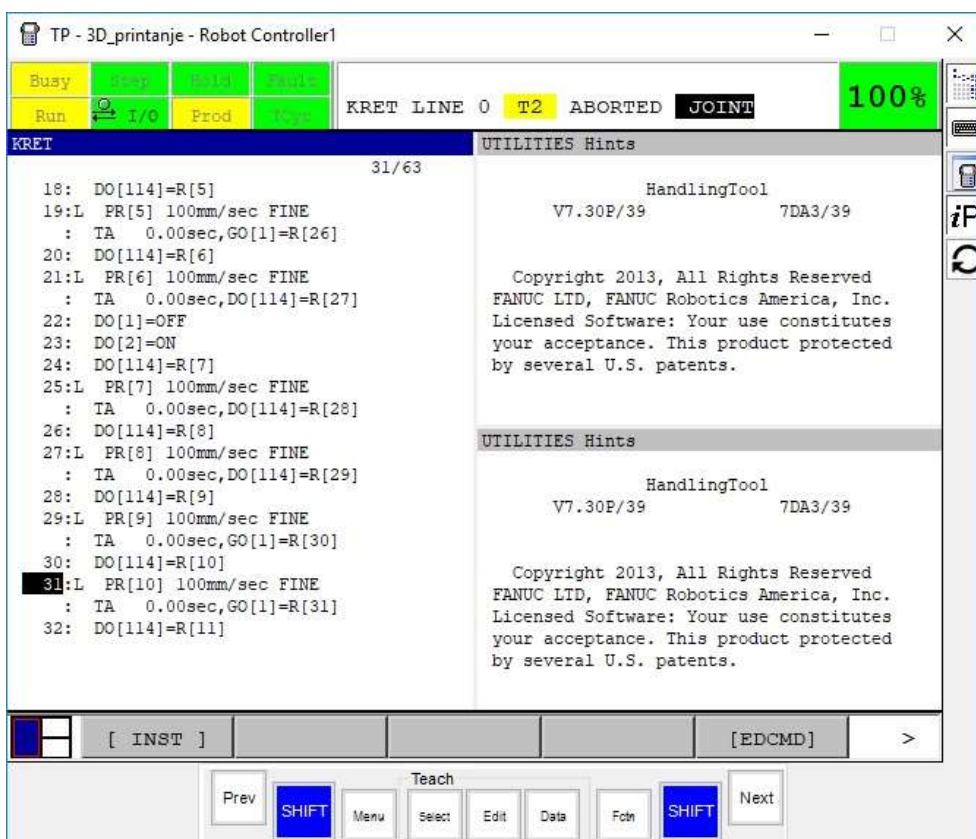 TP - 3D_printanje - Robot Controller1
Busy Step Hold Fault
Run I/O Prod TCyc
KRET LINE 0 T2 ABORTED JOINT
100%
KRET
31/63
18: DO[114]=R[5]
19:L PR[5] 100mm/sec FINE
: TA 0.00sec,GO[1]=R[26]
20: DO[114]=R[6]
21:L PR[6] 100mm/sec FINE
: TA 0.00sec,DO[114]=R[27]
22: DO[1]=OFF
23: DO[2]=ON
24: DO[114]=R[7]
25:L PR[7] 100mm/sec FINE
: TA 0.00sec,DO[114]=R[28]
26: DO[114]=R[8]
27:L PR[8] 100mm/sec FINE
: TA 0.00sec,DO[114]=R[29]
28: DO[114]=R[9]
29:L PR[9] 100mm/sec FINE
: TA 0.00sec,GO[1]=R[30]
30: DO[114]=R[10]
31:L PR[10] 100mm/sec FINE
: TA 0.00sec,GO[1]=R[31]
32: DO[114]=R[11]
UTILITIES Hints
HandlingTool
V7.30P/39 7DA3/39
Copyright 2013, All Rights Reserved
FANUC LTD, FANUC Robotics America, Inc.
Licensed Software: Your use constitutes
your acceptance. This product protected
by several U.S. patents.
UTILITIES Hints
HandlingTool
V7.30P/39 7DA3/39
Copyright 2013, All Rights Reserved
FANUC LTD, FANUC Robotics America, Inc.
Licensed Software: Your use constitutes
your acceptance. This product protected
by several U.S. patents.
iP
[ INST ] [EDCMD] >
Teach
Prev SHIFT Menu Select Edit Data Fctn SHIFT Next